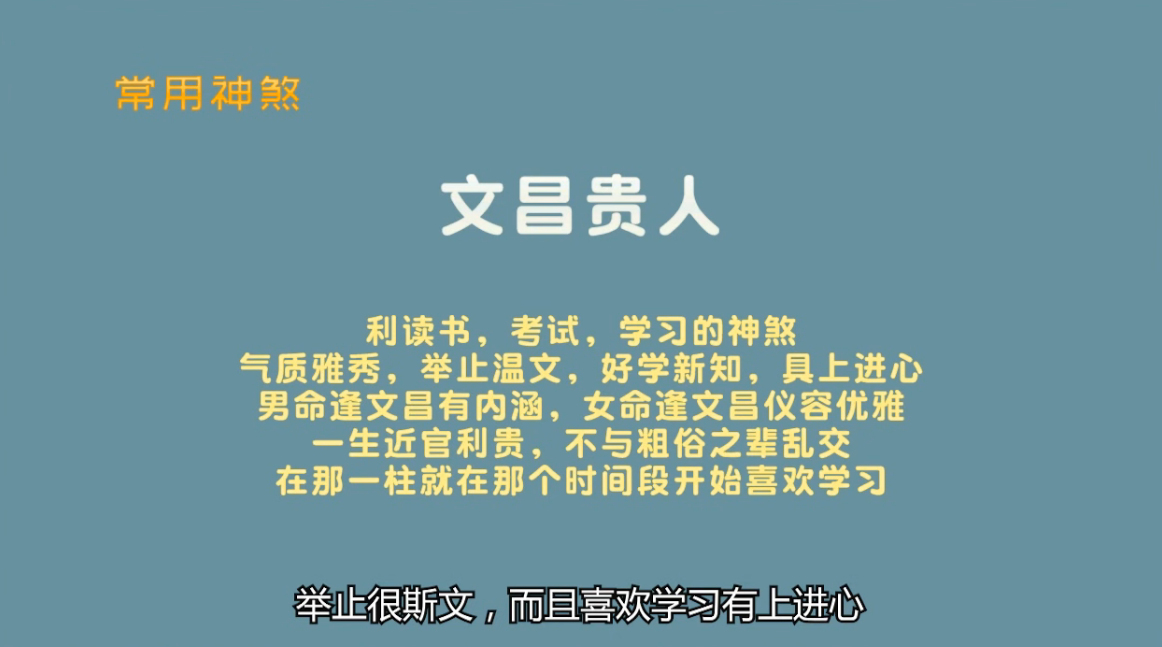 常用神煞
文昌贵人
利读书，考试，学习的神煞
气质雅秀，举止温文，好学新知，具上进心
男命逢文昌有内涵，女命逢文昌仪容优雅
一生近官利贵，不与粗俗之辈乱交
在那一柱就在那个时间段开始喜欢学习
举止很斯文，而且喜欢学习有上进心